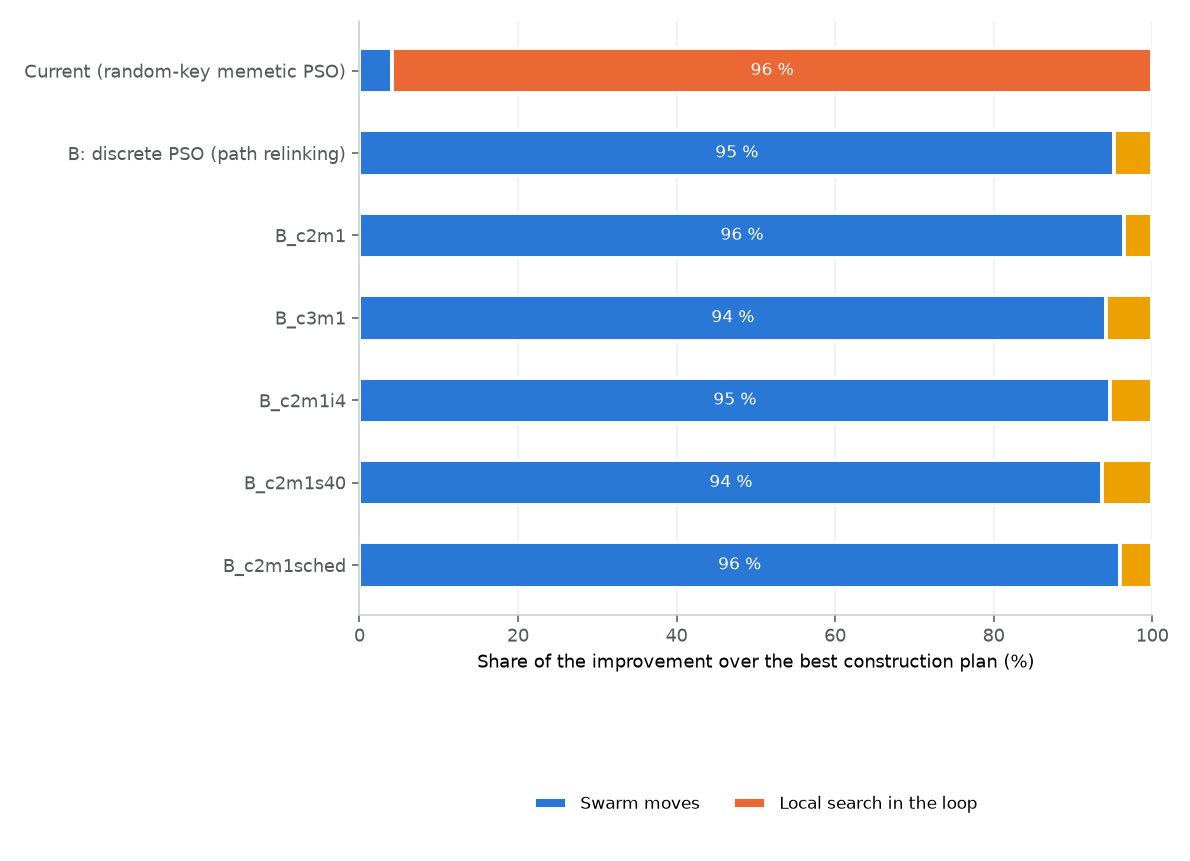 Current (random-key memetic PSO)
96 %
B: discrete PSO (path relinking)
95 %
B_c2m1
96 %
B_c3m1
94 %
B_c2m1i4
95 %
B_c2m1s40
94 %
B_c2m1sched
96 %
0 20 40 60 80 100
Share of the improvement over the best construction plan (%)
Swarm moves
Local search in the loop